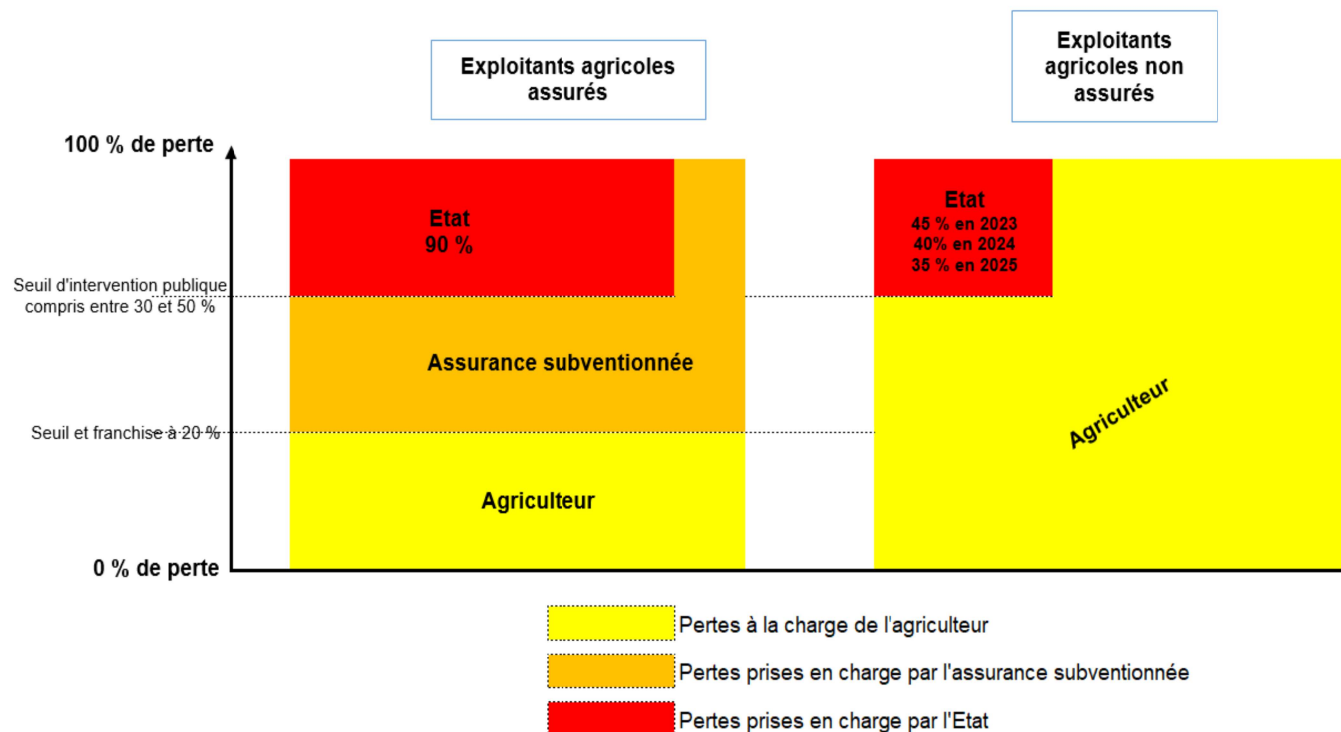 Exploitants agricoles
assurés
Exploitants
agricoles non
assurés
100 % de perte
Etat
90 %
Etat
45 % en 2023
40% en 2024
35 % en 2025
Seuil d'intervention publique
compris entre 30 et 50 %
Assurance subventionnée
Agriculteur
Seuil et franchise à 20 %
Agriculteur
0 % de perte
Pertes à la charge de l'agriculteur
Pertes prises en charge par l'assurance subventionnée
Pertes prises en charge par l'Etat